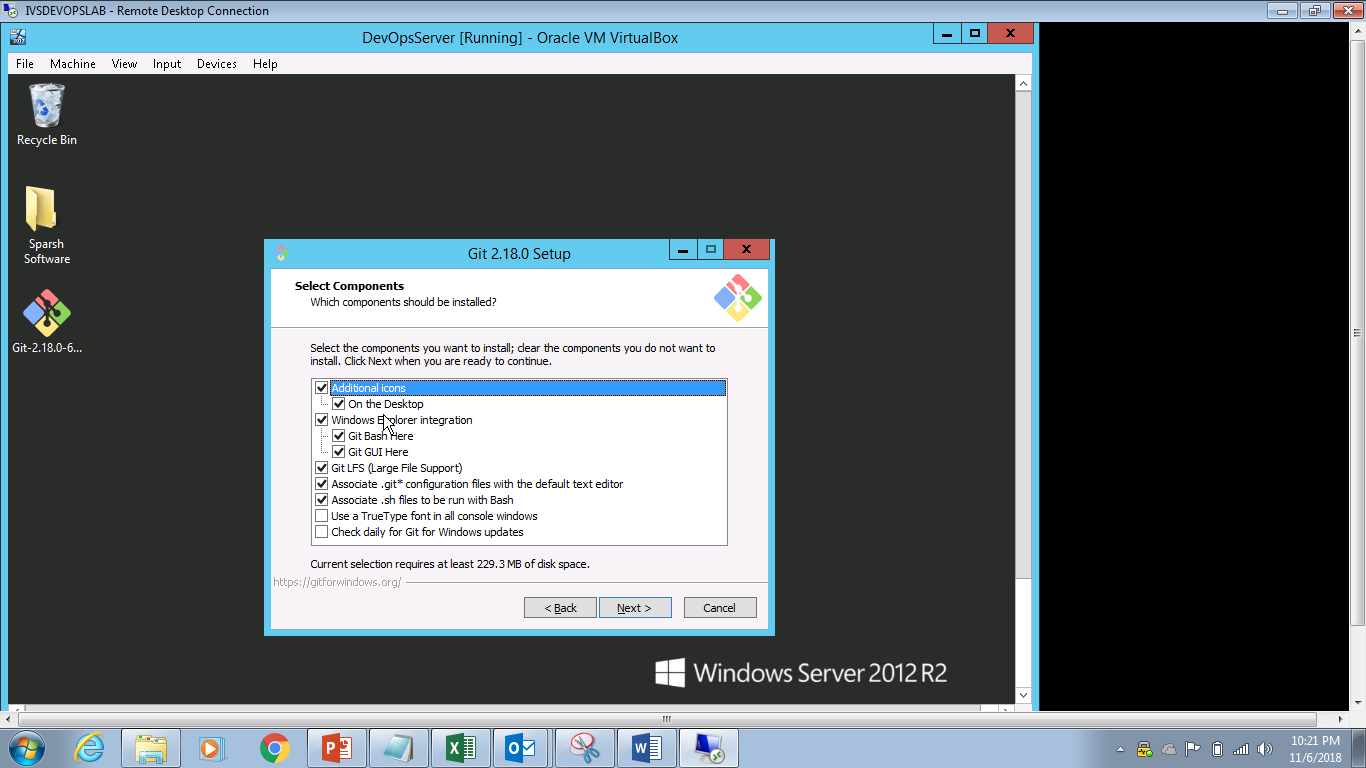 IVSDEVOPSLAB - Remote Desktop Connection
DevOpsServer [Running] - Oracle VM VirtualBox
File Machine View Input Devices Help
Recycle Bin
Sparsh
Software
Git-2.18.0-6...
Git 2.18.0 Setup
Select Components
Which components should be installed?
Select the components you want to install; clear the components you do not want to
install. Click Next when you are ready to continue.
Additional icons
On the Desktop
Windows Explorer integration
Git Bash Here
Git GUI Here
Git LFS (Large File Support)
Associate .git* configuration files with the default text editor
Associate .sh files to be run with Bash
Use a TrueType font in all console windows
Check daily for Git for Windows updates
Current selection requires at least 229.3 MB of disk space.
https://gitforwindows.org/
< Back Next > Cancel
Windows Server 2012 R2
10:21 PM
11/6/2018